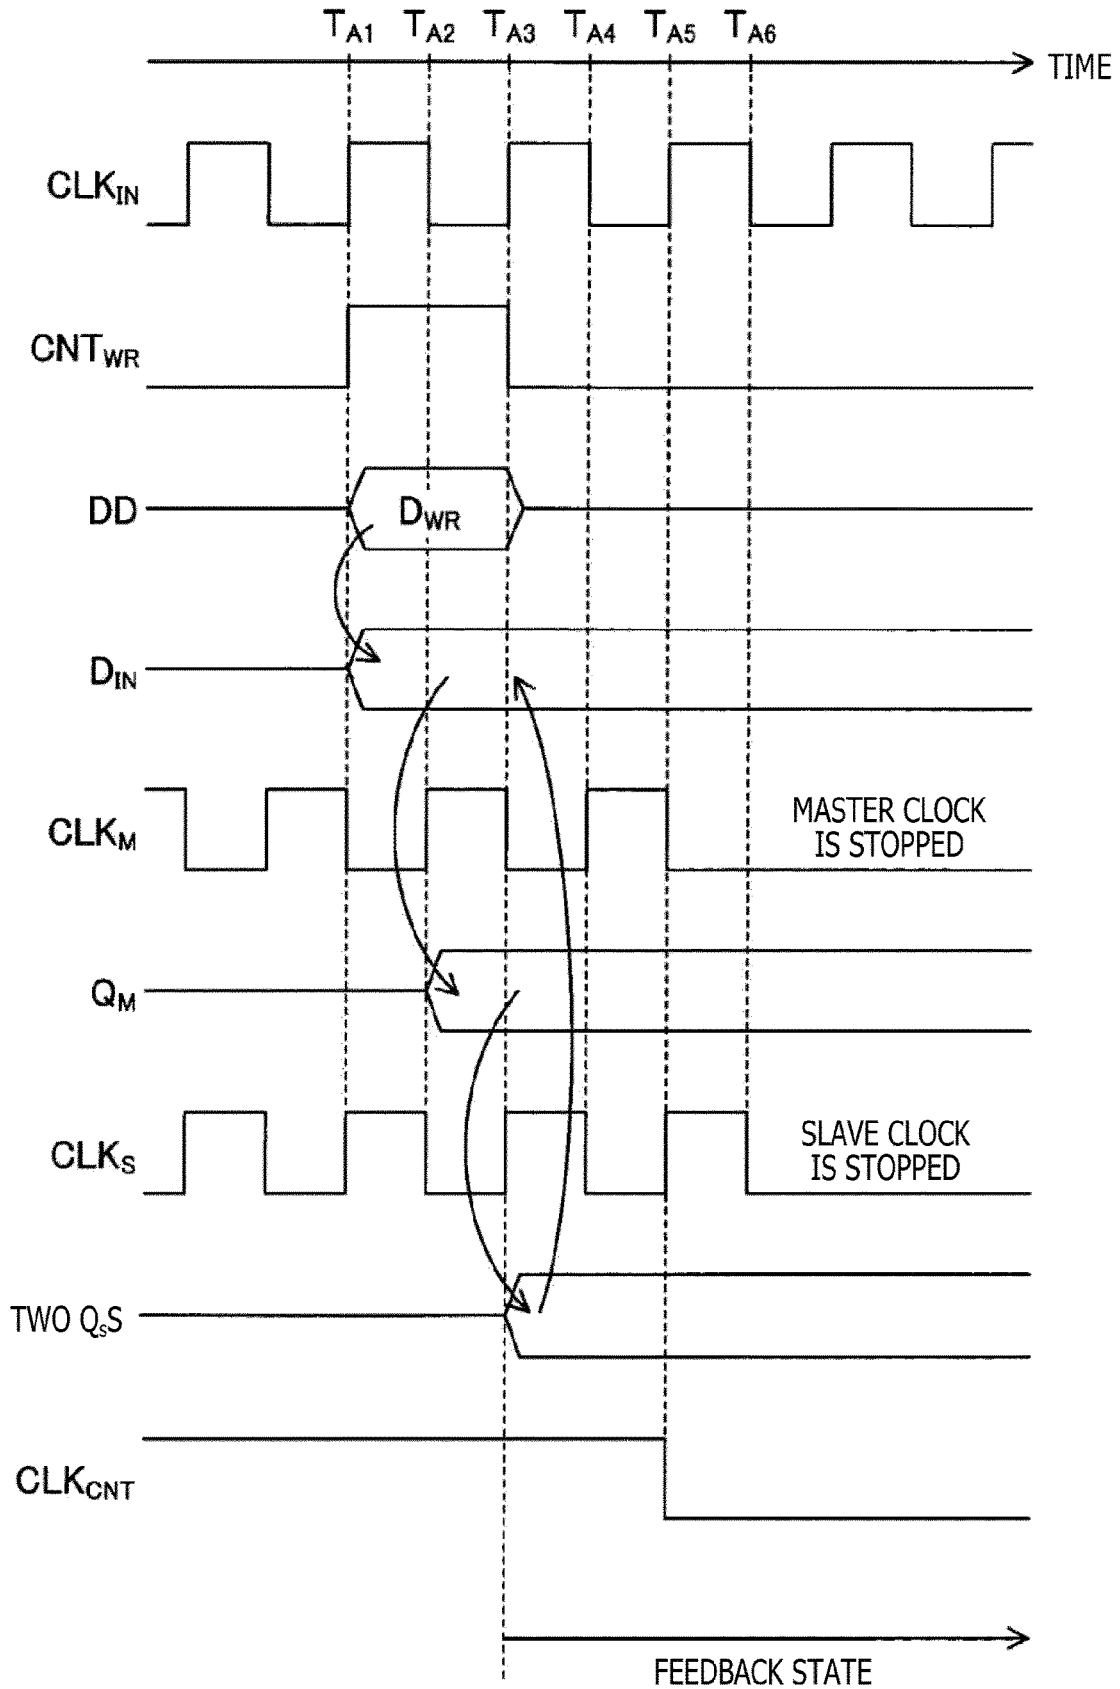 TA1 TA2 TA3 TA4 TA5 TA6
TIME
CLKIN
CNTWR
DD
DWR
DIN
CLKM
MASTER CLOCK
IS STOPPED
QM
CLKS
SLAVE CLOCK
IS STOPPED
TWO QsS
CLKCNT
FEEDBACK STATE